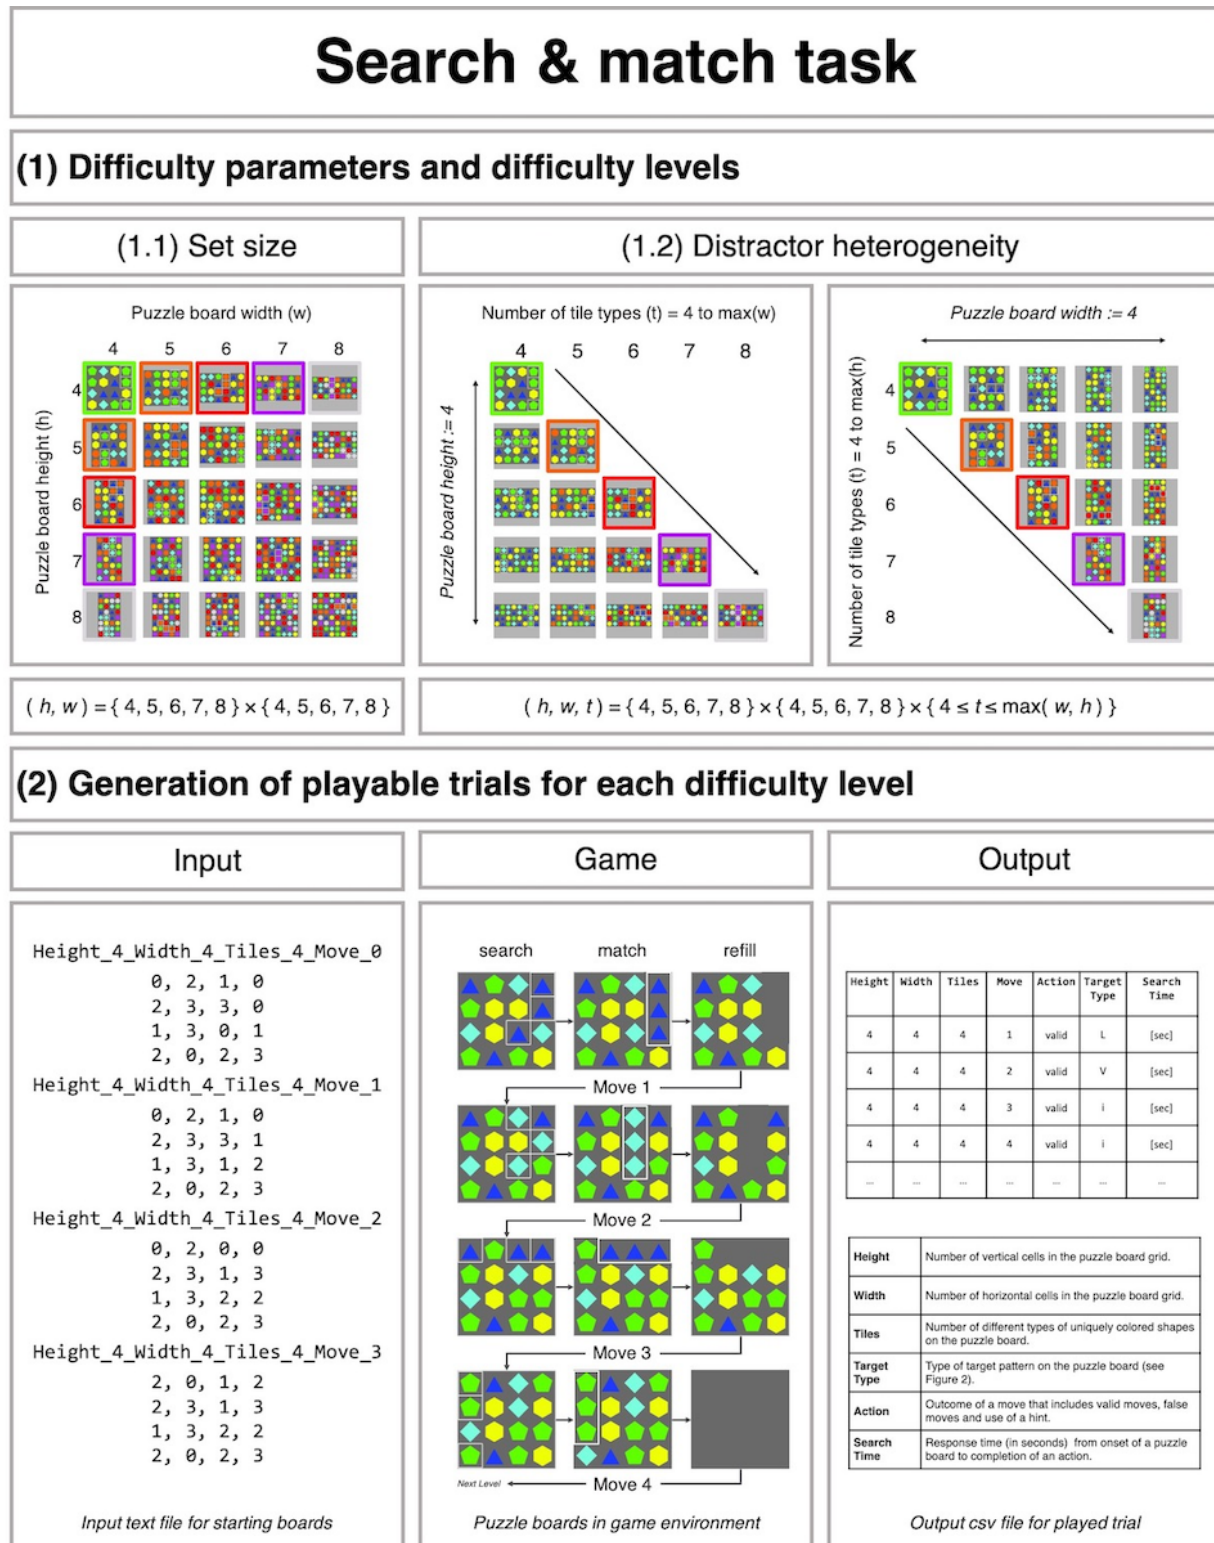 Search & match task
(1) Difficulty parameters and difficulty levels
(1.1) Set size
(1.2) Distractor heterogeneity
Puzzle board width (w)
4 5 6 7 8
Puzzle board height (h)
4
5
6
7
8
Number of tile types (t) = 4 to max(w)
4 5 6 7 8
Puzzle board height := 4
Puzzle board width := 4
Number of tile types (t) = 4 to max(h)
4
5
6
7
8
( h, w ) = { 4, 5, 6, 7, 8 } × { 4, 5, 6, 7, 8 }
( h, w, t ) = { 4, 5, 6, 7, 8 } × { 4, 5, 6, 7, 8 } × { 4 ≤ t ≤ max( w, h ) }
(2) Generation of playable trials for each difficulty level
Input
Game
Output
Height_4_Width_4_Tiles_4_Move_0
0, 2, 1, 0
2, 3, 3, 0
1, 3, 0, 1
2, 0, 2, 3
Height_4_Width_4_Tiles_4_Move_1
0, 2, 1, 0
2, 3, 3, 1
1, 3, 1, 2
2, 0, 2, 3
Height_4_Width_4_Tiles_4_Move_2
0, 2, 0, 0
2, 3, 1, 3
1, 3, 2, 2
2, 0, 2, 3
Height_4_Width_4_Tiles_4_Move_3
2, 0, 1, 2
2, 3, 1, 3
1, 3, 2, 2
2, 0, 2, 3
Input text file for starting boards
search match refill
Move 1
Move 2
Move 3
Move 4
Next Level
Puzzle boards in game environment
Height Width Tiles Move Action Target Type Search Time
4 4 4 1 valid L [sec]
4 4 4 2 valid V [sec]
4 4 4 3 valid i [sec]
4 4 4 4 valid i [sec]
... ... ... ... ... ... ...
Height Number of vertical cells in the puzzle board grid.
Width Number of horizontal cells in the puzzle board grid.
Tiles Number of different types of uniquely colored shapes
on the puzzle board.
Target Type Type of target pattern on the puzzle board (see
Figure 2).
Action Outcome of a move that includes valid moves, false
moves and use of a hint.
Search Time Response time (in seconds) from onset of a puzzle
board to completion of an action.
Output csv file for played trial